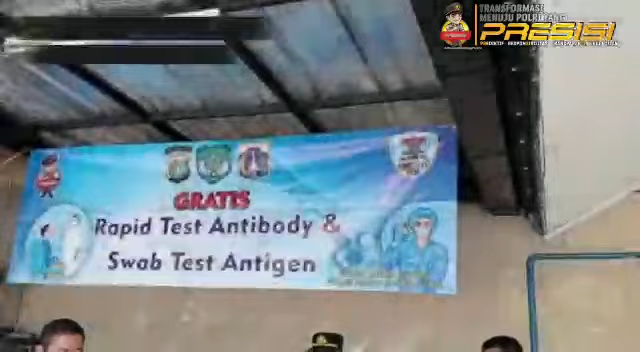 TRANSFORMASI
MENUJU POLRI YANG
PRESISI
GRATIS
Rapid Test Antibody &
Swab Test Antigen